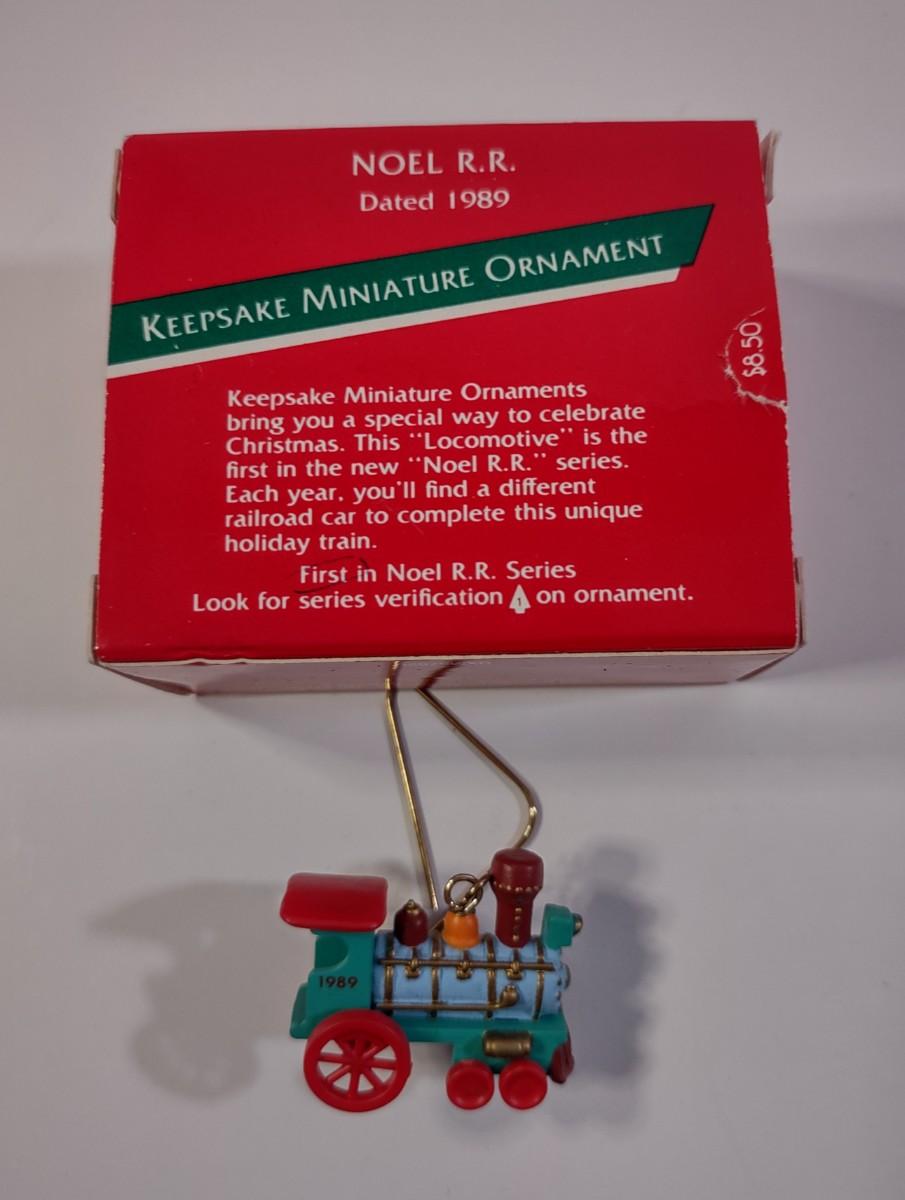 NOEL R.R.
Dated 1989
KEEPSAKE MINIATURE ORNAMENT
$8.50
Keepsake Miniature Ornaments
bring you a special way to celebrate
Christmas. This "Locomotive" is the
first in the new "Noel R.R." series.
Each year, you'll find a different
railroad car to complete this unique
holiday train.
First in Noel R.R. Series
Look for series verification 1 on ornament.
1989